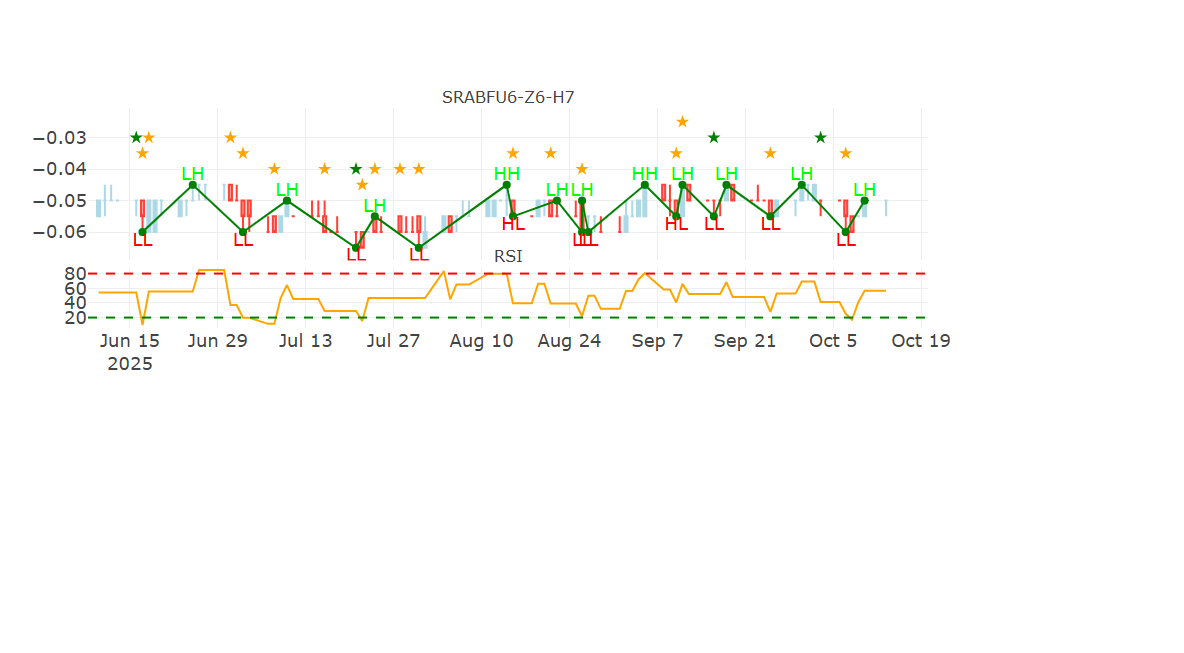 SRABFU6-Z6-H7
−0.03
−0.04
−0.05
−0.06
LH LH LH HH LH LH HH LH LH LH LH
LL LL LL LL HL LL LL HL LL LL LL
RSI
80
60
40
20
Jun 15 Jun 29 Jul 13 Jul 27 Aug 10 Aug 24 Sep 7 Sep 21 Oct 5 Oct 19
2025